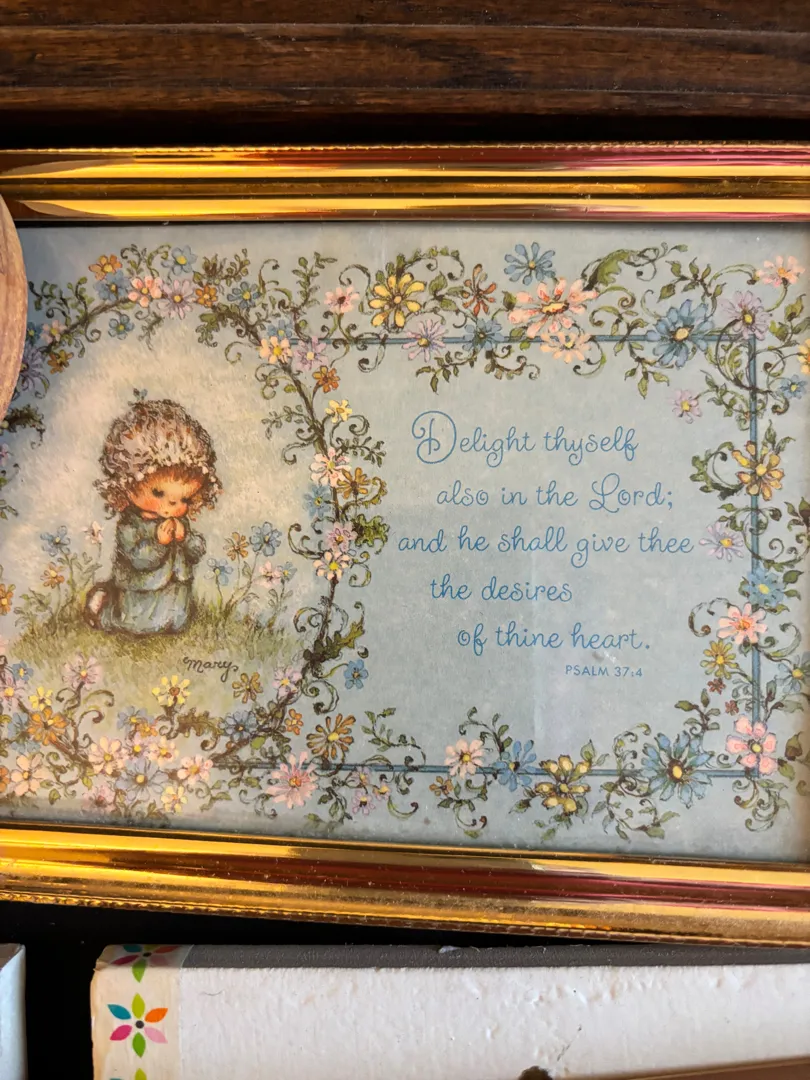 Delight thyself
also in the Lord;
and he shall give thee
the desires
of thine heart.
PSALM 37:4
mary